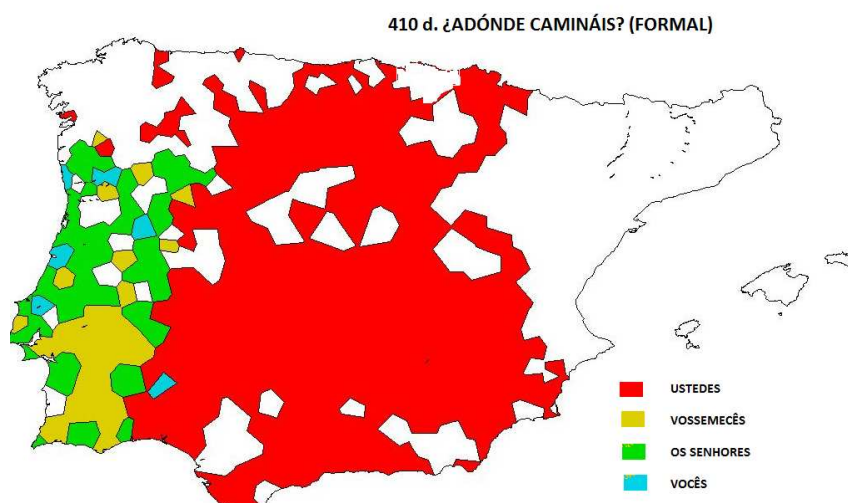 410 d. ¿ADÓNDE CAMINÁIS? (FORMAL)
USTEDES
VOSSEMECÊS
OS SENHORES
VOCÊS